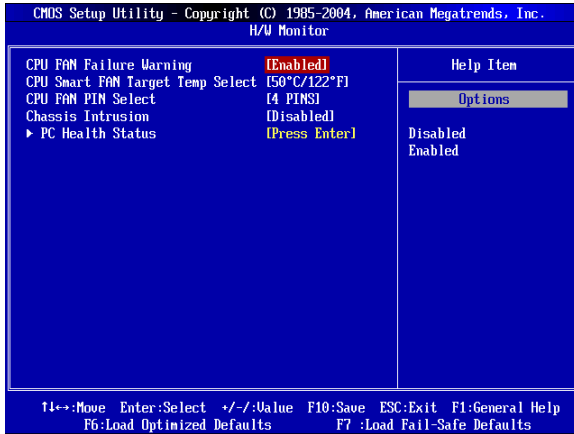 CMOS Setup Utility - Copyright (C) 1985-2004, American Megatrends, Inc.
H/W Monitor
CPU FAN Failure Warning [Enabled]
CPU Smart FAN Target Temp Select [50°C/122°F]
CPU FAN PIN Select [4 PINS]
Chassis Intrusion [Disabled]
▶ PC Health Status [Press Enter]
Help Item
Options
Disabled
Enabled
↑↓↔:Move Enter:Select +/-/:Value F10:Save ESC:Exit F1:General Help
F6:Load Optimized Defaults F7 :Load Fail-Safe Defaults